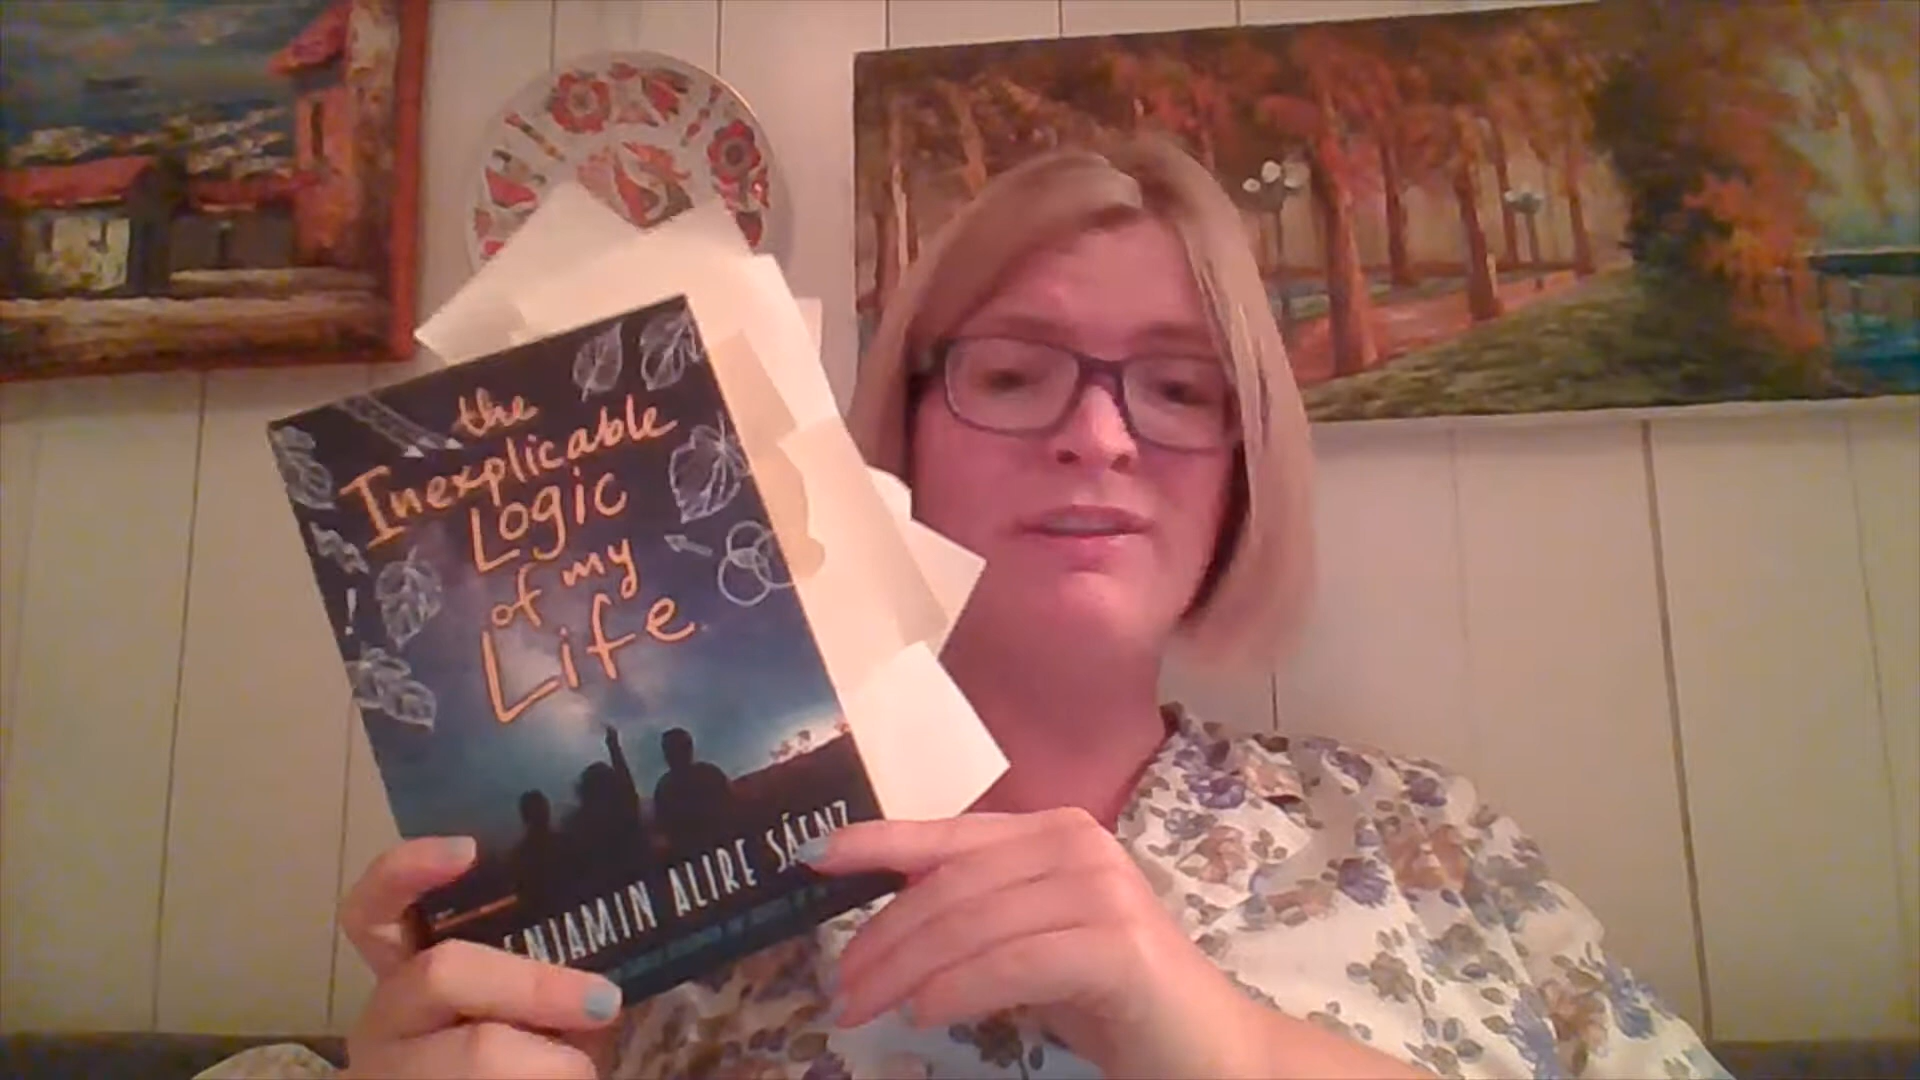 the
Inexplicable
Logic
of my
Life
ENJAMIN ALIRE SÁENZ